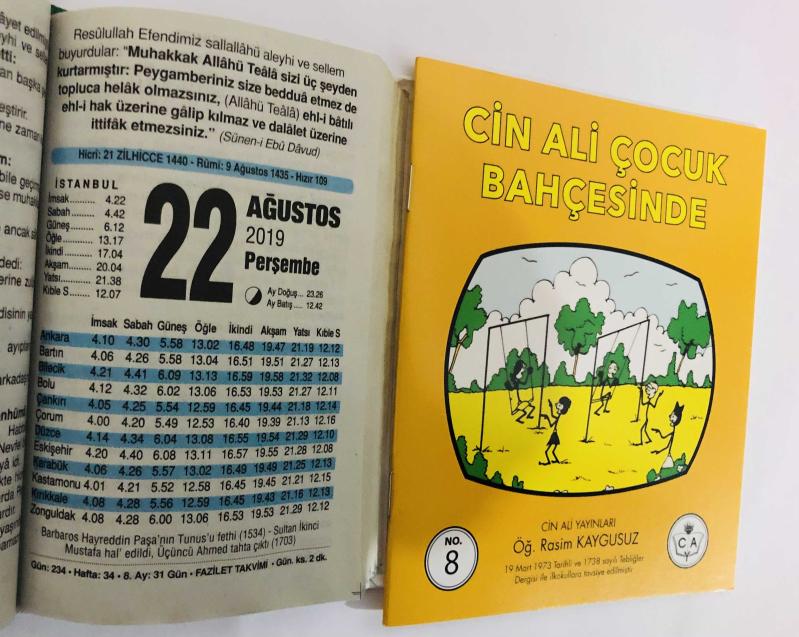 Resûlullah Efendimiz sallallâhü aleyhi ve sellem
buyurdular: "Muhakkak Allâhü Teâlâ sizi üç şeyden
kurtarmıştır: Peygamberiniz size bedduâ etmez de
topluca helâk olmazsınız, (Allâhü Teâlâ) ehl-i bâtılı
ehl-i hak üzerine gâlip kılmaz ve dalâlet üzerine
ittifâk etmezsiniz." (Sünen-i Ebû Dâvud)
Hicrî: 21 ZİLHİCCE 1440 - Rûmi: 9 Ağustos 1435 - Hızır 109
İSTANBUL
İmsak......... 4.22
Sabah........ 4.42
Güneş........ 6.12
Öğle.......... 13.17
İkindi......... 17.04
Akşam....... 20.04
Yatsı.......... 21.38
Kıble S....... 12.07
22
AĞUSTOS
2019
Perşembe
Ay Doğuş... 23.26
Ay Batış..... 12.42
İmsak Sabah Güneş Öğle İkindi Akşam Yatsı Kıble S
Ankara 4.10 4.30 5.58 13.02 16.48 19.47 21.19 12.12
Bartın 4.06 4.26 5.58 13.04 16.51 19.51 21.27 12.13
Bilecik 4.21 4.41 6.09 13.13 16.59 19.58 21.32 12.08
Bolu 4.12 4.32 6.02 13.06 16.53 19.53 21.27 12.11
Çankırı 4.05 4.25 5.54 12.59 16.45 19.44 21.18 12.14
Çorum 4.00 4.20 5.49 12.53 16.40 19.39 21.13 12.16
Düzce 4.14 4.34 6.04 13.08 16.55 19.54 21.29 12.10
Eskişehir 4.20 4.40 6.08 13.11 16.57 19.55 21.28 12.08
Karabük 4.06 4.26 5.57 13.02 16.49 19.49 21.25 12.13
Kastamonu 4.01 4.21 5.52 12.58 16.45 19.45 21.21 12.15
Kırıkkale 4.08 4.28 5.56 12.59 16.45 19.43 21.16 12.13
Zonguldak 4.08 4.28 6.00 13.06 16.53 19.53 21.29 12.12
Barbaros Hayreddin Paşa'nın Tunus'u fethi (1534) - Sultan İkinci
Mustafa hal' edildi, Üçüncü Ahmed tahta çıktı (1703)
Gün: 234 • Hafta: 34 • 8. Ay: 31 Gün • FAZİLET TAKVİMİ • Gün. ks. 2 dk.
CİN ALİ ÇOCUK
BAHÇESİNDE
NO.
8
CİN ALİ YAYINLARI
Öğ. Rasim KAYGUSUZ
19 Mart 1973 Tarihli ve 1738 sayılı Tebliğler
Dergisi ile ilkokullara tavsiye edilmiştir
C A
Y